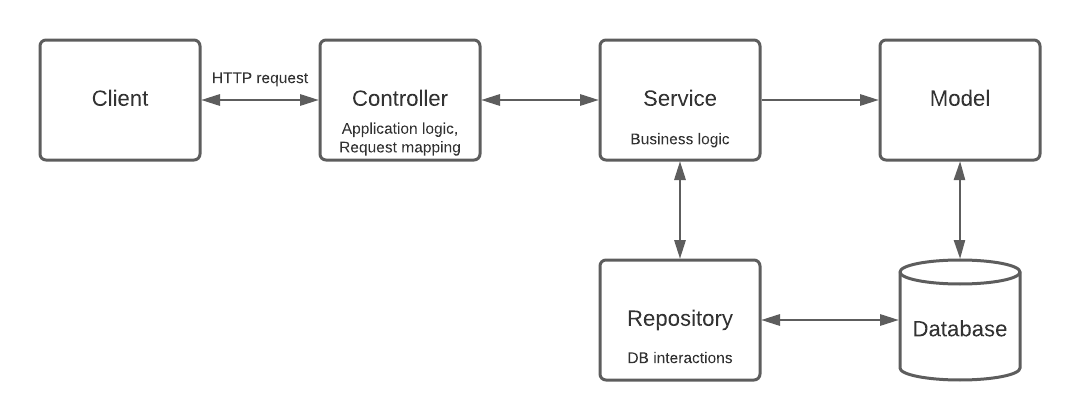 Client
HTTP request
Controller
Application logic,
Request mapping
Service
Business logic
Model
Repository
DB interactions
Database